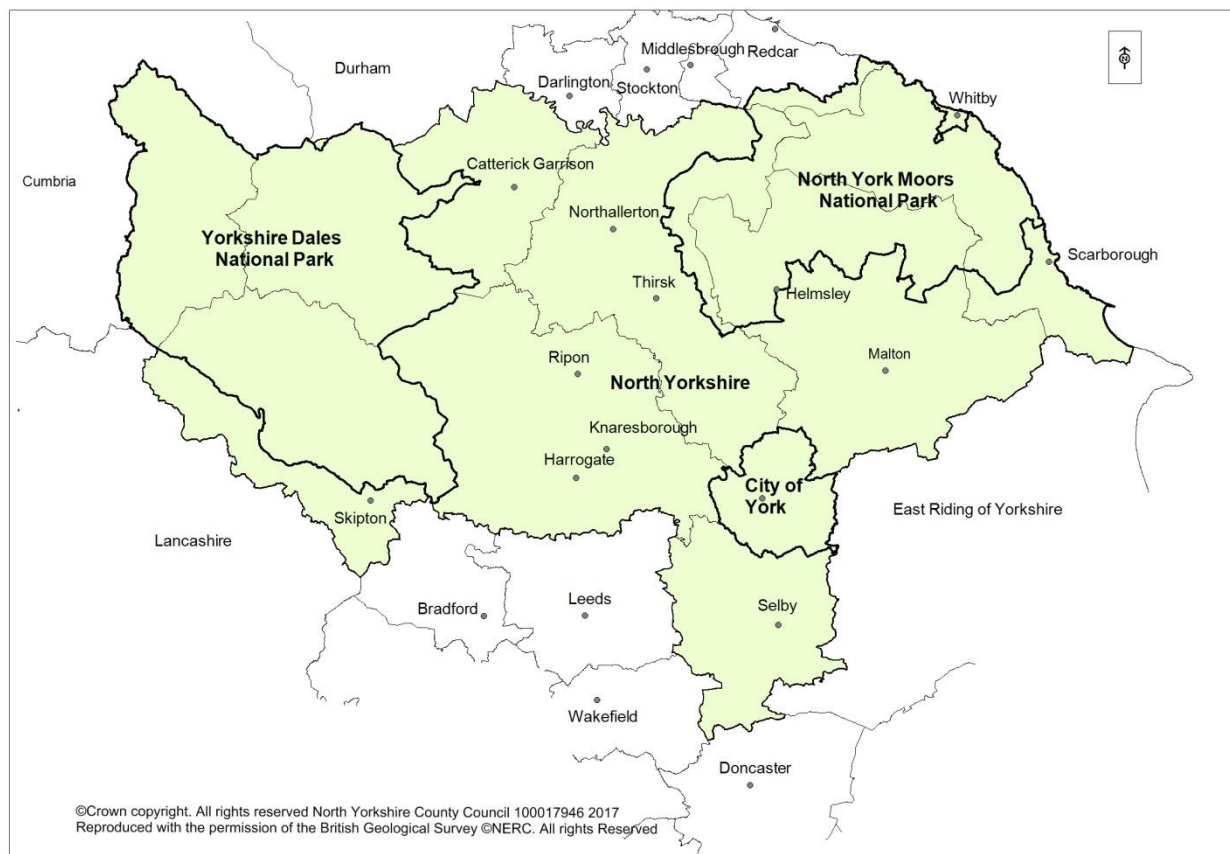 Middlesbrough
Redcar
Durham
Darlington
Stockton
N
Whitby
Catterick Garrison
Cumbria
North York Moors
National Park
Northallerton
Yorkshire Dales
National Park
Scarborough
Thirsk
Helmsley
Ripon
Malton
North Yorkshire
Knaresborough
Harrogate
City of
York
Skipton
East Riding of Yorkshire
Lancashire
Bradford
Leeds
Selby
Wakefield
Doncaster
©Crown copyright. All rights reserved North Yorkshire County Council 100017946 2017
Reproduced with the permission of the British Geological Survey ©NERC. All rights Reserved